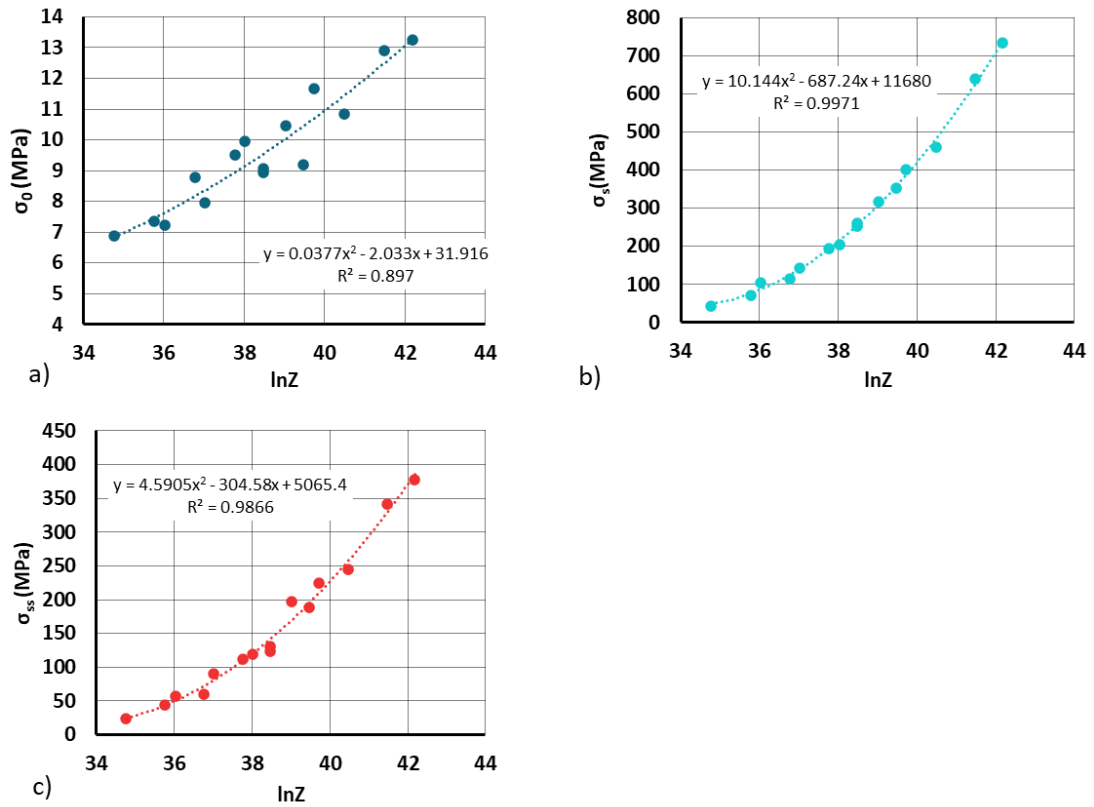 13
12
11
10
9
8
7
6
5
4
σ0 (MPa)
y = 0.0377x² - 2.033x + 31.916
R² = 0.897
34 36 38 40 42 44
lnZ
a)
800
700
600
500
400
300
200
100
0
σs(MPa)
y = 10.144x² - 687.24x + 11680
R² = 0.9971
34 36 38 40 42 44
lnZ
b)
450
400
350
300
250
200
150
100
50
0
σss (MPa)
y = 4.5905x² - 304.58x + 5065.4
R² = 0.9866
34 36 38 40 42 44
lnZ
c)